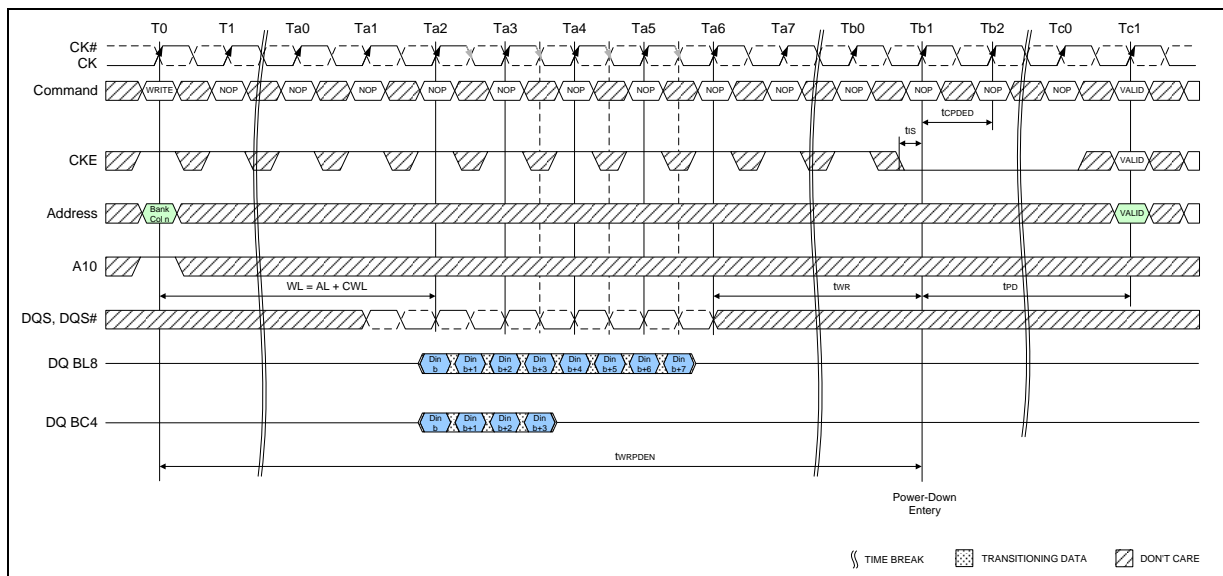 T0 T1 Ta0 Ta1 Ta2 Ta3 Ta4 Ta5 Ta6 Ta7 Tb0 Tb1 Tb2 Tc0 Tc1
CK#
CK
Command WRITE NOP NOP NOP NOP NOP NOP NOP NOP NOP NOP NOP NOP NOP VALID
tCPDED
tIS
CKE VALID
Address Bank Col n VALID
A10
WL = AL + CWL tWR tPD
DQS, DQS#
DQ BL8 Din b Din b+1 Din b+2 Din b+3 Din b+4 Din b+5 Din b+6 Din b+7
DQ BC4 Din b Din b+1 Din b+2 Din b+3
tWRPDEN
Power-Down
Entery
TIME BREAK TRANSITIONING DATA DON'T CARE